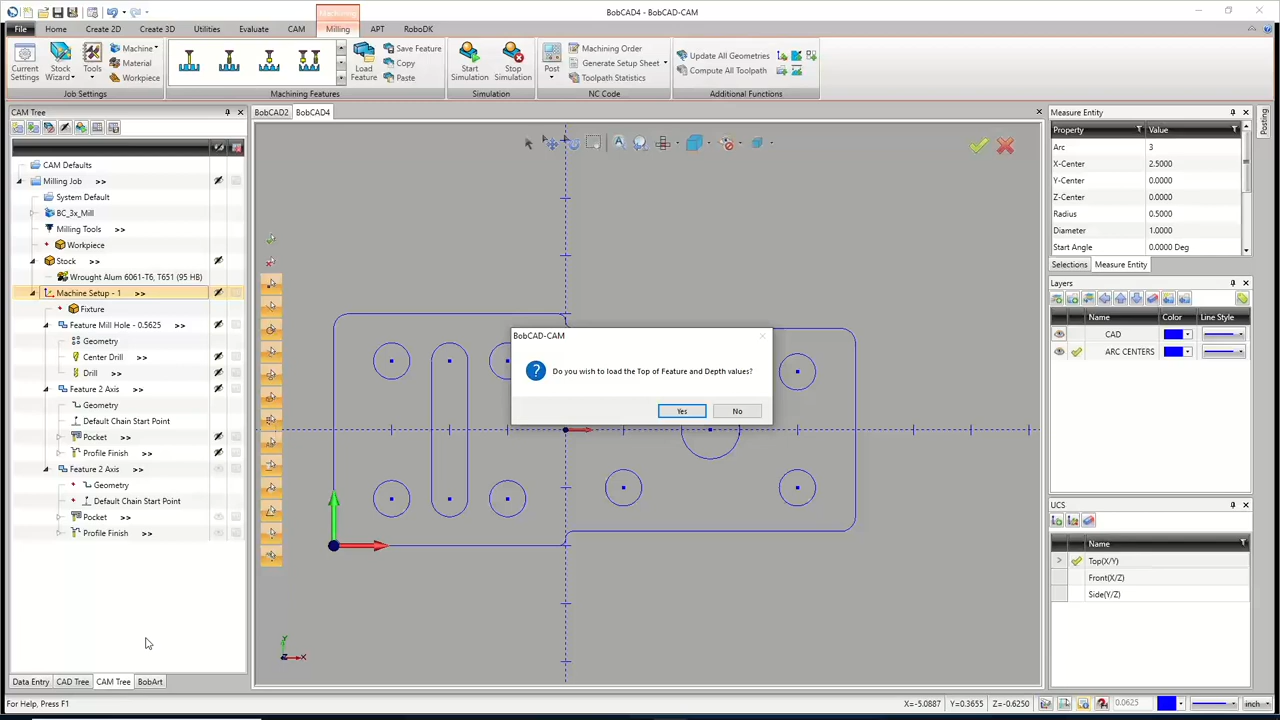 BobCAD4 - BobCAD-CAM
Machining
File
Home
Create 2D
Create 3D
Utilities
Evaluate
CAM
Milling
APT
RoboDK
Current
Settings
Stock
Wizard
Tools
Machine
Material
Workpiece
Job Settings
Machining Features
Load
Feature
Save Feature
Copy
Paste
Start
Simulation
Stop
Simulation
Simulation
Post
Machining Order
Generate Setup Sheet
Toolpath Statistics
NC Code
Update All Geometries
Compute All Toolpath
Additional Functions
CAM Tree
BobCAD2
BobCAD4
CAM Defaults
Milling Job >>
System Default
BC_3x_Mill
Milling Tools >>
Workpiece
Stock >>
Wrought Alum 6061-T6, T651 (95 HB)
Machine Setup - 1 >>
Fixture
Feature Mill Hole - 0.5625 >>
Geometry
Center Drill >>
Drill >>
Feature 2 Axis >>
Geometry
Default Chain Start Point
Pocket >>
Profile Finish >>
Feature 2 Axis >>
Geometry
Default Chain Start Point
Pocket >>
Profile Finish >>
Data Entry
CAD Tree
CAM Tree
BobArt
BobCAD-CAM
Do you wish to load the Top of Feature and Depth values?
Yes
No
Y
X
Z
Measure Entity
Property Value
Arc 3
X-Center 2.5000
Y-Center 0.0000
Z-Center 0.0000
Radius 0.5000
Diameter 1.0000
Start Angle 0.0000 Deg
Selections
Measure Entity
Layers
Name Color Line Style
CAD
ARC CENTERS
UCS
Name
Top(X/Y)
Front(X/Z)
Side(Y/Z)
Posting
For Help, Press F1
X=-5.0887 Y=0.3655 Z=-0.6250
0.0625
inch